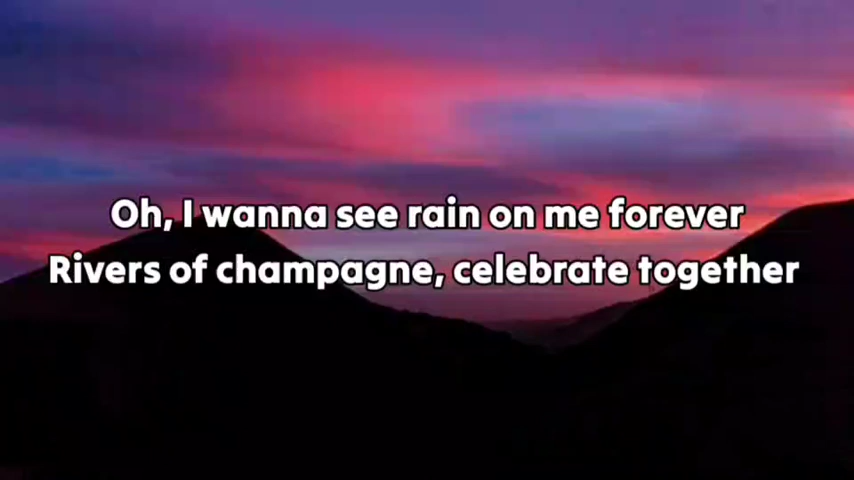 Oh, I wanna see rain on me forever
Rivers of champagne, celebrate together